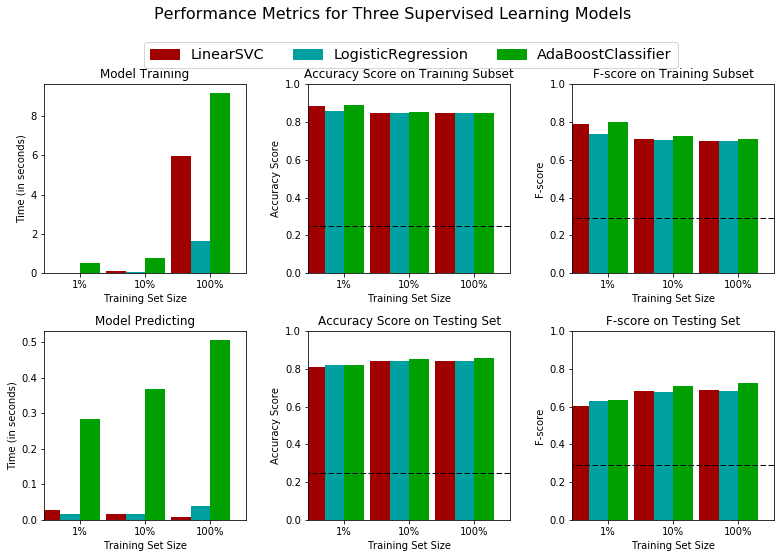 Performance Metrics for Three Supervised Learning Models
LinearSVC LogisticRegression AdaBoostClassifier
Model Training
Time (in seconds)
8
6
4
2
0
1% 10% 100%
Training Set Size
Accuracy Score on Training Subset
Accuracy Score
1.0
0.8
0.6
0.4
0.2
0.0
1% 10% 100%
Training Set Size
F-score on Training Subset
F-score
1.0
0.8
0.6
0.4
0.2
0.0
1% 10% 100%
Training Set Size
Model Predicting
Time (in seconds)
0.5
0.4
0.3
0.2
0.1
0.0
1% 10% 100%
Training Set Size
Accuracy Score on Testing Set
Accuracy Score
1.0
0.8
0.6
0.4
0.2
0.0
1% 10% 100%
Training Set Size
F-score on Testing Set
F-score
1.0
0.8
0.6
0.4
0.2
0.0
1% 10% 100%
Training Set Size